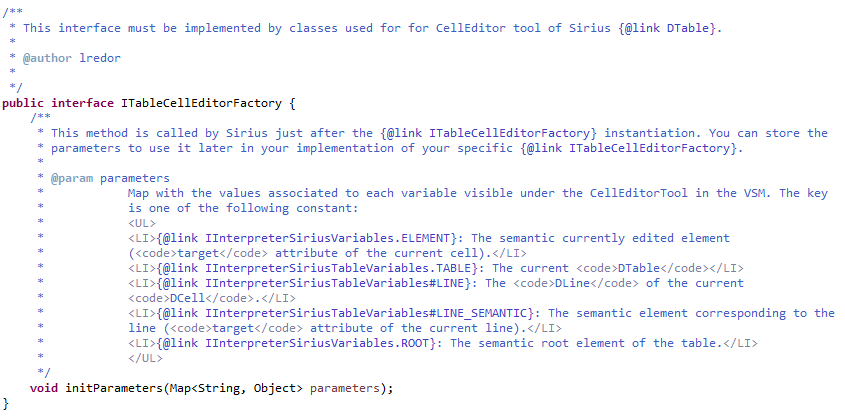 /**
 * This interface must be implemented by classes used for for CellEditor tool of Sirius {@link DTable}.
 *
 * @author lredor
 *
 */
public interface ITableCellEditorFactory {
    /**
     * This method is called by Sirius just after the {@link ITableCellEditorFactory} instantiation. You can store the
     * parameters to use it later in your implementation of your specific {@link ITableCellEditorFactory}.
     *
     * @param parameters
     *            Map with the values associated to each variable visible under the CellEditorTool in the VSM. The key
     *            is one of the following constant:
     *            <UL>
     *            <LI>{@link IInterpreterSiriusVariables.ELEMENT}: The semantic currently edited element
     *            (<code>target</code> attribute of the current cell).</LI>
     *            <LI>{@link IInterpreterSiriusTableVariables.TABLE}: The current <code>DTable</code></LI>
     *            <LI>{@link IInterpreterSiriusTableVariables#LINE}: The <code>DLine</code> of the current
     *            <code>DCell</code>.</LI>
     *            <LI>{@link IInterpreterSiriusTableVariables#LINE_SEMANTIC}: The semantic element corresponding to the
     *            line (<code>target</code> attribute of the current line).</LI>
     *            <LI>{@link IInterpreterSiriusVariables.ROOT}: The semantic root element of the table.</LI>
     *            </UL>
     */
    void initParameters(Map<String, Object> parameters);
}